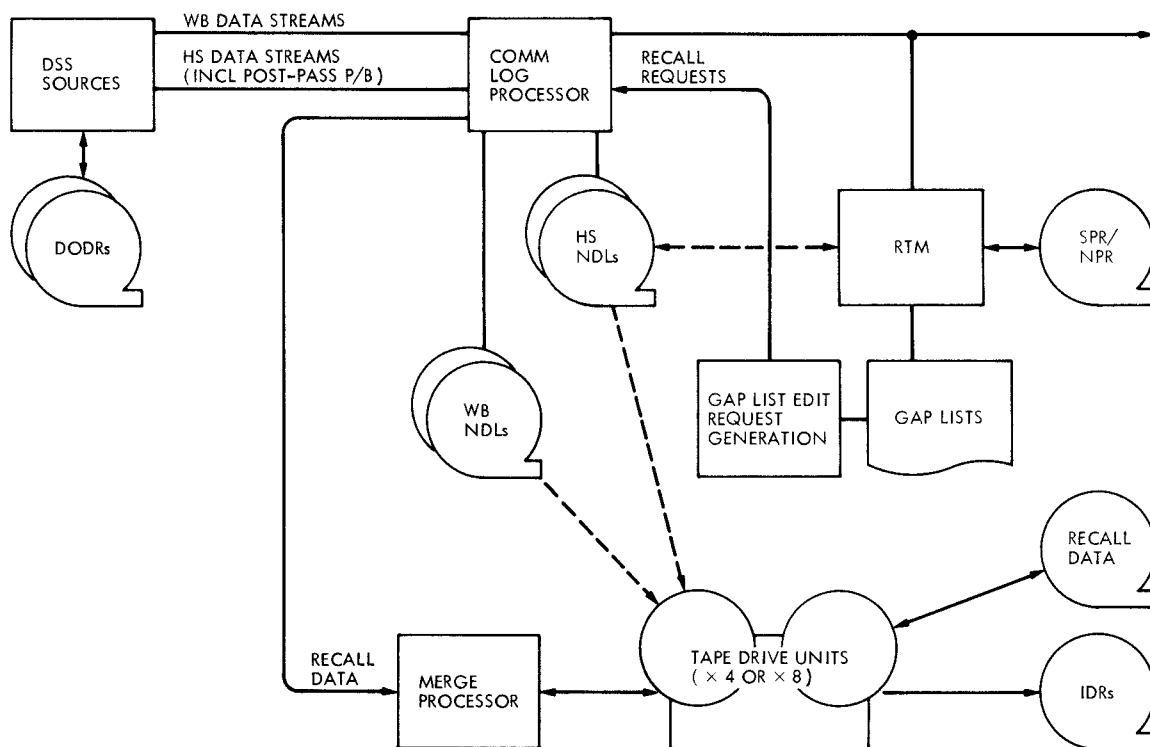 WB DATA STREAMS
HS DATA STREAMS
(INCL POST-PASS P/B)
DSS
SOURCES
COMM
LOG
PROCESSOR
RECALL
REQUESTS
DODRs
HS
NDLs
RTM
SPR/
NPR
WB
NDLs
GAP LIST EDIT
REQUEST
GENERATION
GAP LISTS
RECALL
DATA
RECALL
DATA
MERGE
PROCESSOR
TAPE DRIVE UNITS
(× 4 OR × 8)
IDRs